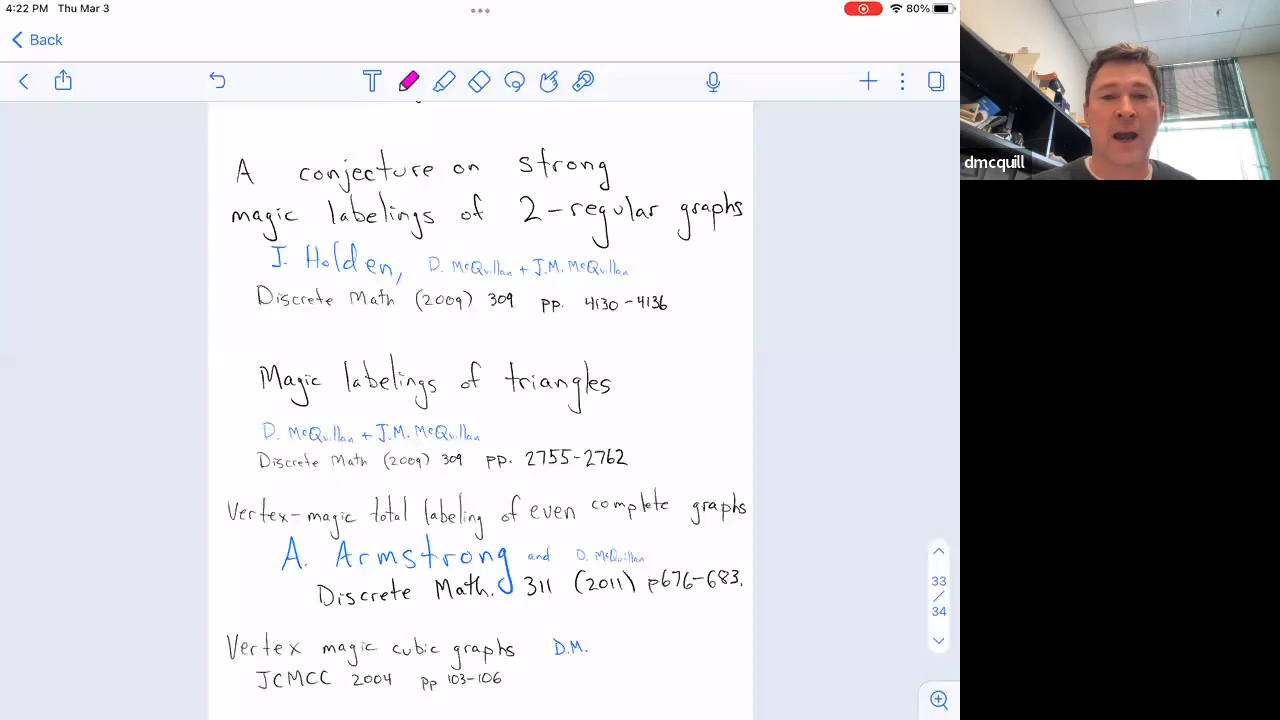 4:22 PM Thu Mar 3
80%
Back
dmcquill
A conjecture on strong
magic labelings of 2-regular graphs
J. Holden, D. McQuillan + J.M. McQuillan
Discrete Math (2009) 309 pp. 4130-4136
Magic labelings of triangles
D. McQuillan + J.M. McQuillan
Discrete Math (2009) 309 pp. 2755-2762
Vertex-magic total labeling of even complete graphs
A. Armstrong and D. McQuillan
Discrete Math. 311 (2011) p676-683.
Vertex magic cubic graphs D.M.
JCMCC 2004 pp 103-106
33
/
34